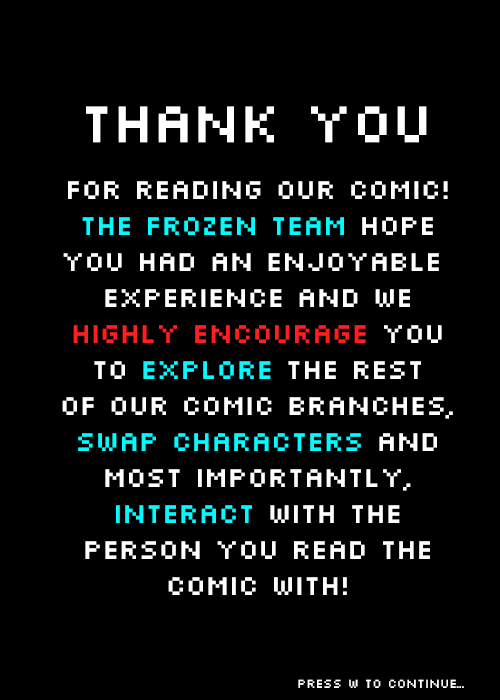 THANK YOU
FOR READING OUR COMIC!
THE FROZEN TEAM HOPE
YOU HAD AN ENJOYABLE
EXPERIENCE AND WE
HIGHLY ENCOURAGE YOU
TO EXPLORE THE REST
OF OUR COMIC BRANCHES,
SWAP CHARACTERS AND
MOST IMPORTANTLY,
INTERACT WITH THE
PERSON YOU READ THE
COMIC WITH!
PRESS W TO CONTINUE...